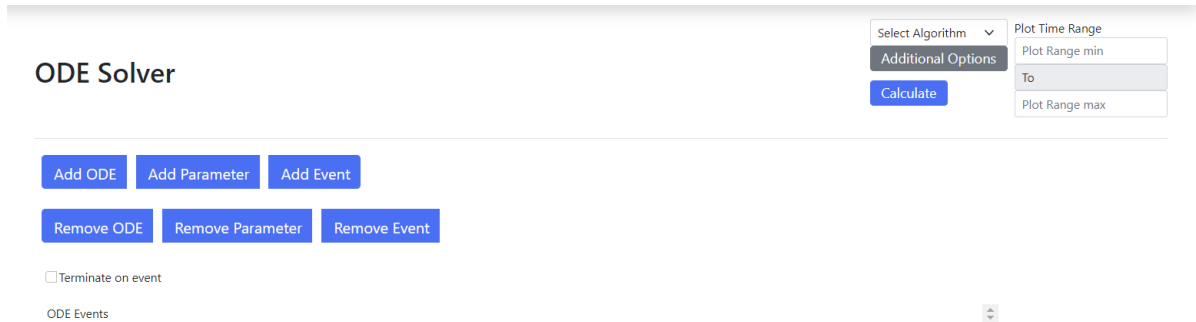 ODE Solver
Select Algorithm
Additional Options
Calculate
Plot Time Range
Plot Range min
To
Plot Range max
Add ODE Add Parameter Add Event
Remove ODE Remove Parameter Remove Event
Terminate on event
ODE Events